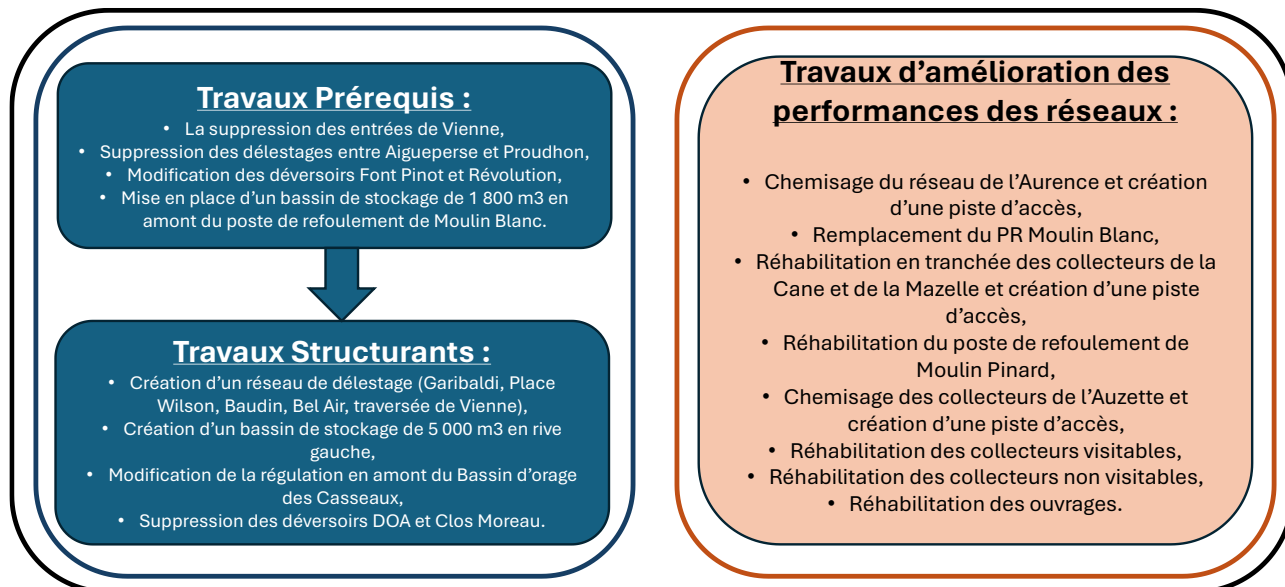 Travaux Prérequis :
• La suppression des entrées de Vienne,
• Suppression des délestages entre Aigueperse et Proudhon,
• Modification des déversoirs Font Pinot et Révolution,
• Mise en place d’un bassin de stockage de 1 800 m3 en
amont du poste de refoulement de Moulin Blanc.
Travaux Structurants :
• Création d’un réseau de délestage (Garibaldi, Place
Wilson, Baudin, Bel Air, traversée de Vienne),
• Création d’un bassin de stockage de 5 000 m3 en rive
gauche,
• Modification de la régulation en amont du Bassin d’orage
des Casseaux,
• Suppression des déversoirs DOA et Clos Moreau.
Travaux d’amélioration des
performances des réseaux :
• Chemisage du réseau de l’Aurence et création
d’une piste d’accès,
• Remplacement du PR Moulin Blanc,
• Réhabilitation en tranchée des collecteurs de la
Cane et de la Mazelle et création d’une piste
d’accès,
• Réhabilitation du poste de refoulement de
Moulin Pinard,
• Chemisage des collecteurs de l’Auzette et
création d’une piste d’accès,
• Réhabilitation des collecteurs visitables,
• Réhabilitation des collecteurs non visitables,
• Réhabilitation des ouvrages.